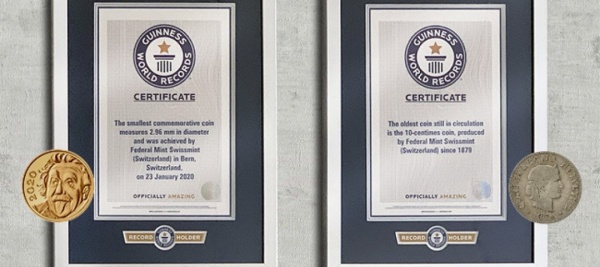 GUINNESS
WORLD RECORDS
CERTIFICATE
The smallest commemorative coin
measures 2.96 mm in diameter
and was achieved by
Federal Mint Swissmint
(Switzerland) in Bern,
Switzerland,
on 23 January 2020
OFFICIALLY AMAZING
RECORD HOLDER
2020
GUINNESS
WORLD RECORDS
CERTIFICATE
The oldest coin still in circulation
is the 10-centimes coin, produced
by Federal Mint Swissmint
(Switzerland) since 1879
OFFICIALLY AMAZING
RECORD HOLDER